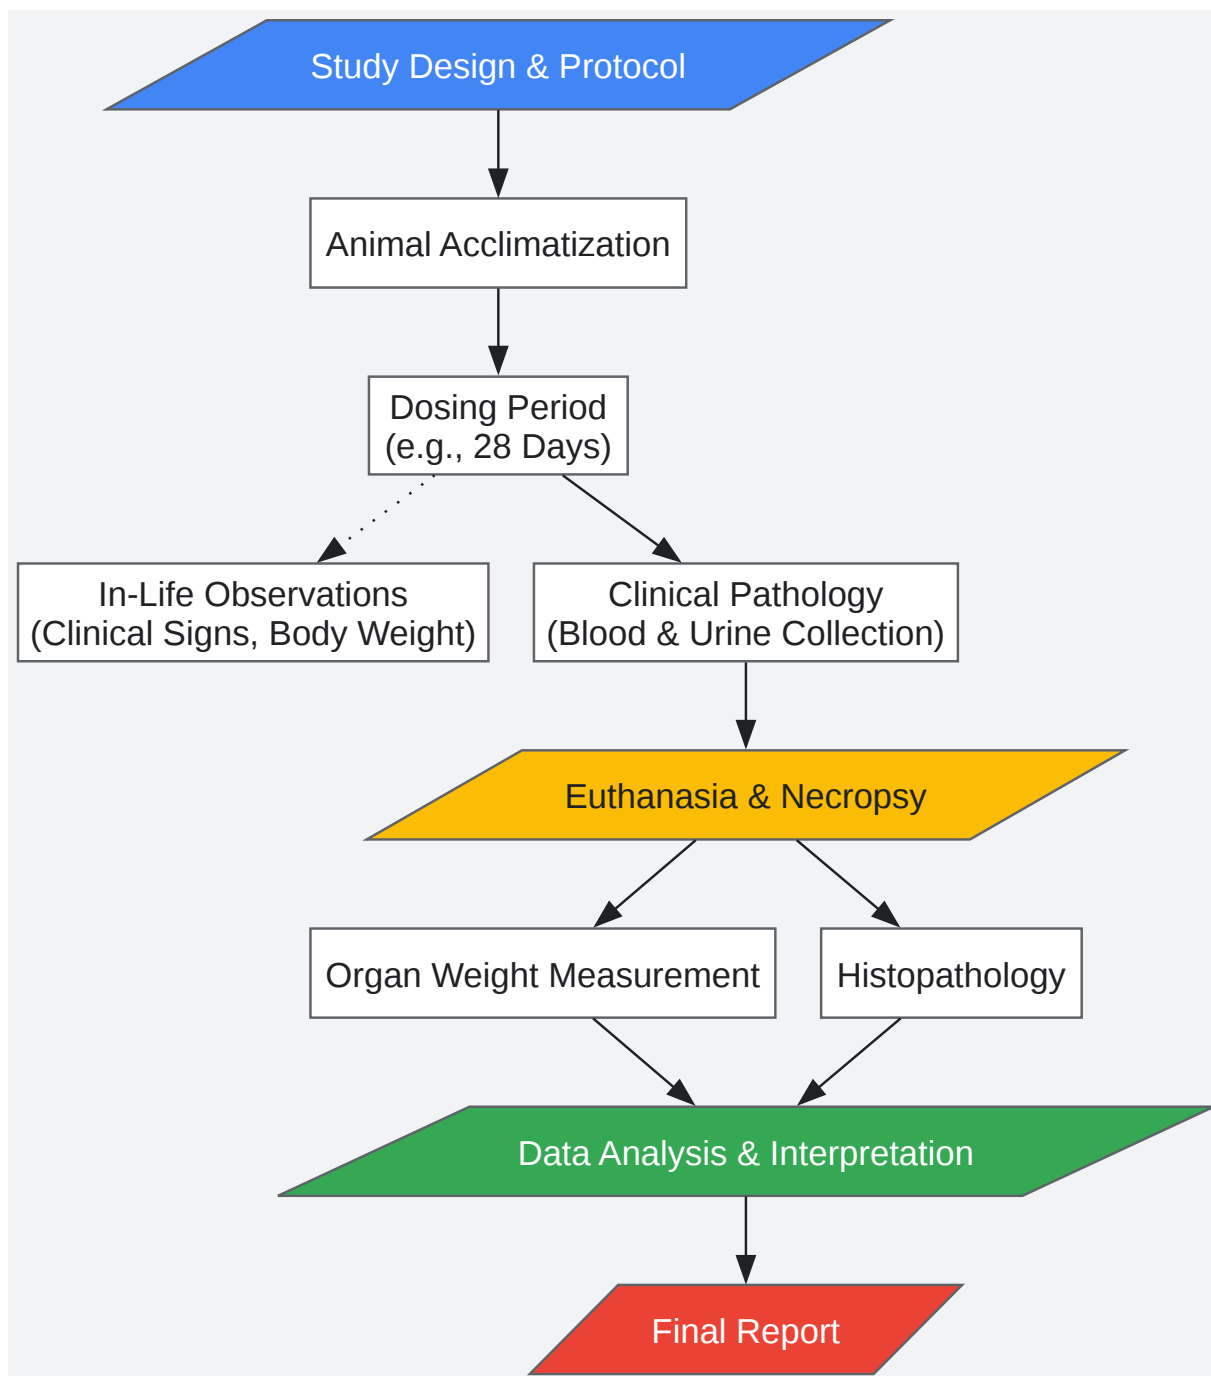 Study Design & Protocol
Animal Acclimatization
Dosing Period
(e.g., 28 Days)
In-Life Observations
(Clinical Signs, Body Weight)
Clinical Pathology
(Blood & Urine Collection)
Euthanasia & Necropsy
Organ Weight Measurement
Histopathology
Data Analysis & Interpretation
Final Report